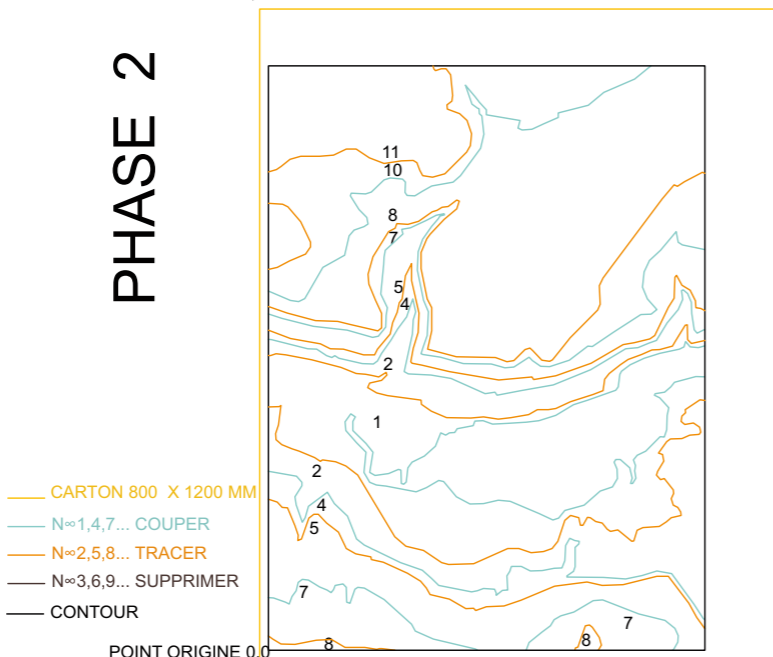 PHASE 2
11
10
8
7
5
4
2
1
2
4
5
7
7
8
8
CARTON 800 X 1200 MM
N∞1,4,7... COUPER
N∞2,5,8... TRACER
N∞3,6,9... SUPPRIMER
CONTOUR
POINT ORIGINE 0.0